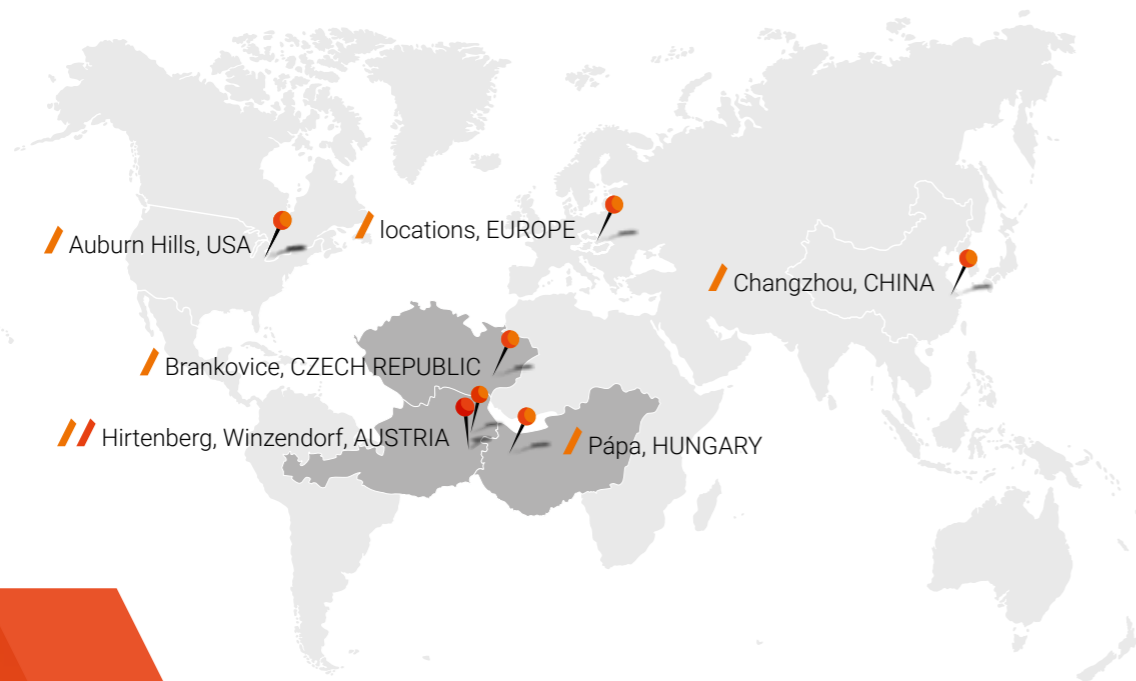 locations, EUROPE
Auburn Hills, USA
Changzhou, CHINA
Brankovice, CZECH REPUBLIC
Hirtenberg, Winzendorf, AUSTRIA
Pápa, HUNGARY